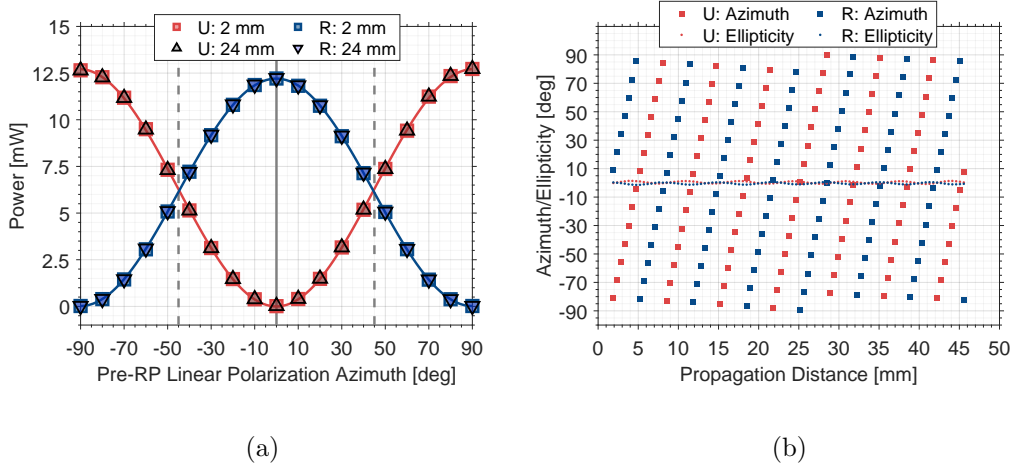 U: 2 mm R: 2 mm
U: 24 mm R: 24 mm
15
12.5
10
7.5
5
2.5
0
Power [mW]
-90 -70 -50 -30 -10 10 30 50 70 90
Pre-RP Linear Polarization Azimuth [deg]
(a)
U: Azimuth R: Azimuth
U: Ellipticity R: Ellipticity
90
70
50
30
10
-10
-30
-50
-70
-90
Azimuth/Ellipticity [deg]
0 5 10 15 20 25 30 35 40 45 50
Propagation Distance [mm]
(b)